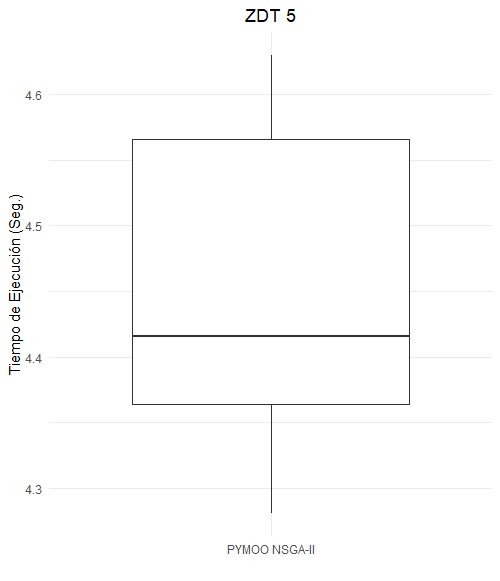 ZDT 5
Tiempo de Ejecución (Seg.)
4.6
4.5
4.4
4.3
PYMOO NSGA-II